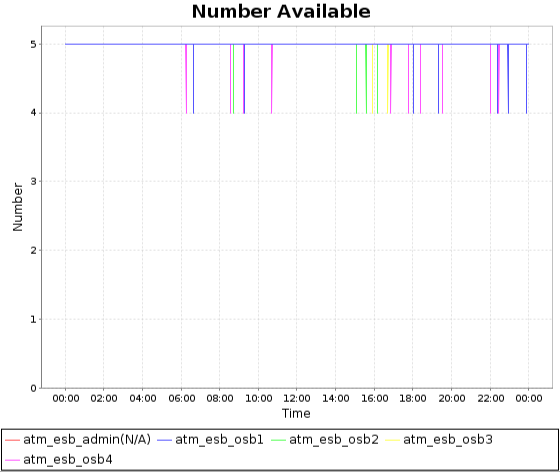 Number Available
5
4
3
2
1
0
Number
00:00 02:00 04:00 06:00 08:00 10:00 12:00 14:00 16:00 18:00 20:00 22:00 00:00
Time
atm_esb_admin(N/A) atm_esb_osb1 atm_esb_osb2 atm_esb_osb3
atm_esb_osb4